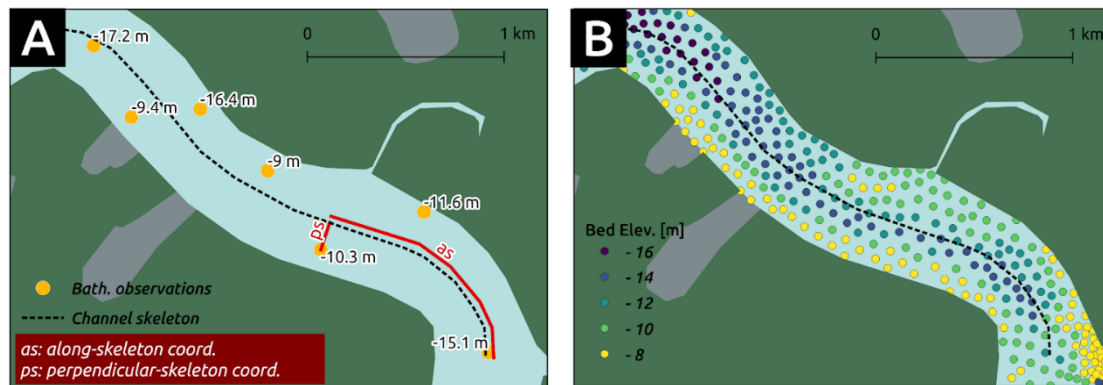 A
-17.2 m
0
1 km
-9.4 m
-16.4 m
-9 m
-11.6 m
ps
as
-10.3 m
Bath. observations
Channel skeleton
-15.1 m
as: along-skeleton coord.
ps: perpendicular-skeleton coord.
B
0
1 km
Bed Elev. [m]
- 16
- 14
- 12
- 10
- 8